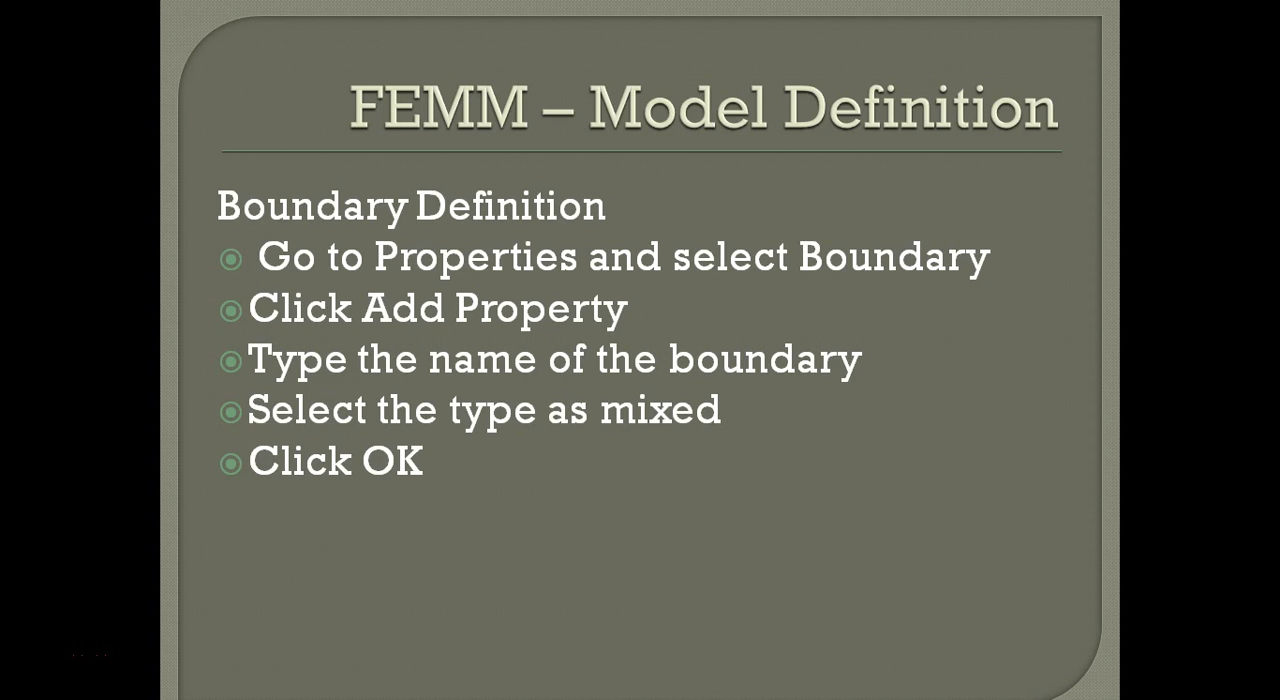 FEMM – Model Definition
Boundary Definition
Go to Properties and select Boundary
Click Add Property
Type the name of the boundary
Select the type as mixed
Click OK